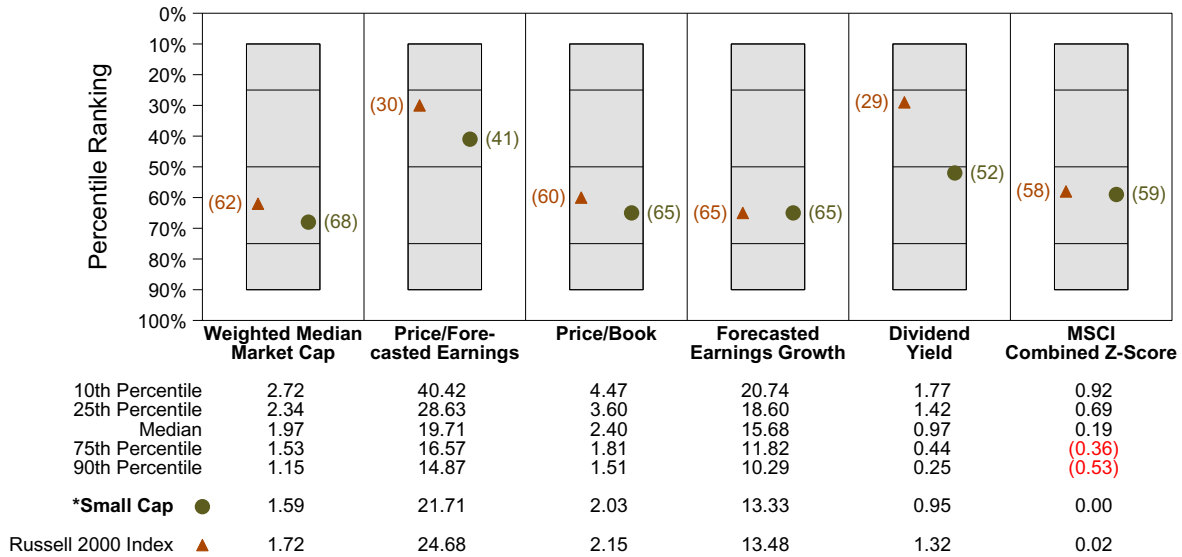 Percentile Ranking
0%
10%
20%
30%
40%
50%
60%
70%
80%
90%
100%
(62)
(68)
(30)
(41)
(60)
(65)
(65)
(65)
(29)
(52)
(58)
(59)
Weighted Median
Market Cap
Price/Fore-
casted Earnings
Price/Book
Forecasted
Earnings Growth
Dividend
Yield
MSCI
Combined Z-Score
10th Percentile 2.72 40.42 4.47 20.74 1.77 0.92
25th Percentile 2.34 28.63 3.60 18.60 1.42 0.69
Median 1.97 19.71 2.40 15.68 0.97 0.19
75th Percentile 1.53 16.57 1.81 11.82 0.44 (0.36)
90th Percentile 1.15 14.87 1.51 10.29 0.25 (0.53)
*Small Cap 1.59 21.71 2.03 13.33 0.95 0.00
Russell 2000 Index 1.72 24.68 2.15 13.48 1.32 0.02